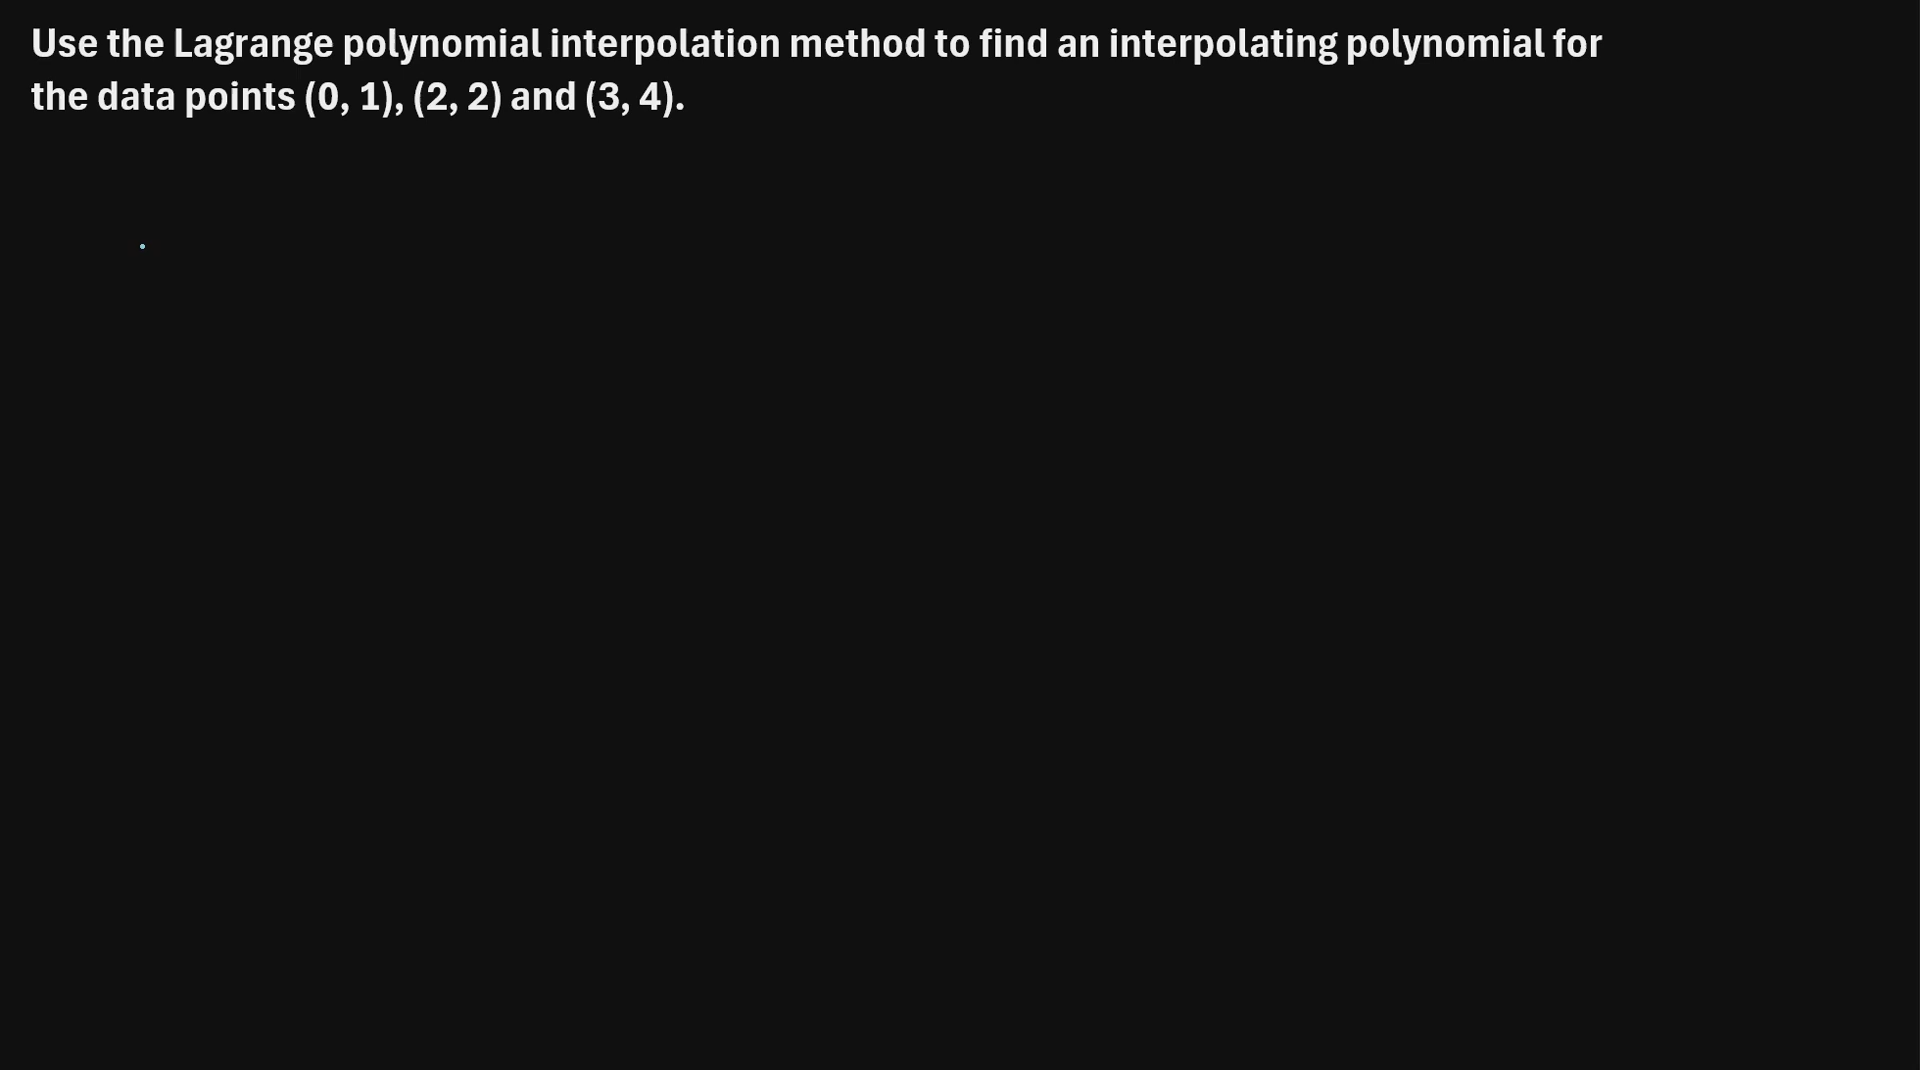 Use the Lagrange polynomial interpolation method to find an interpolating polynomial for
the data points (0, 1), (2, 2) and (3, 4).